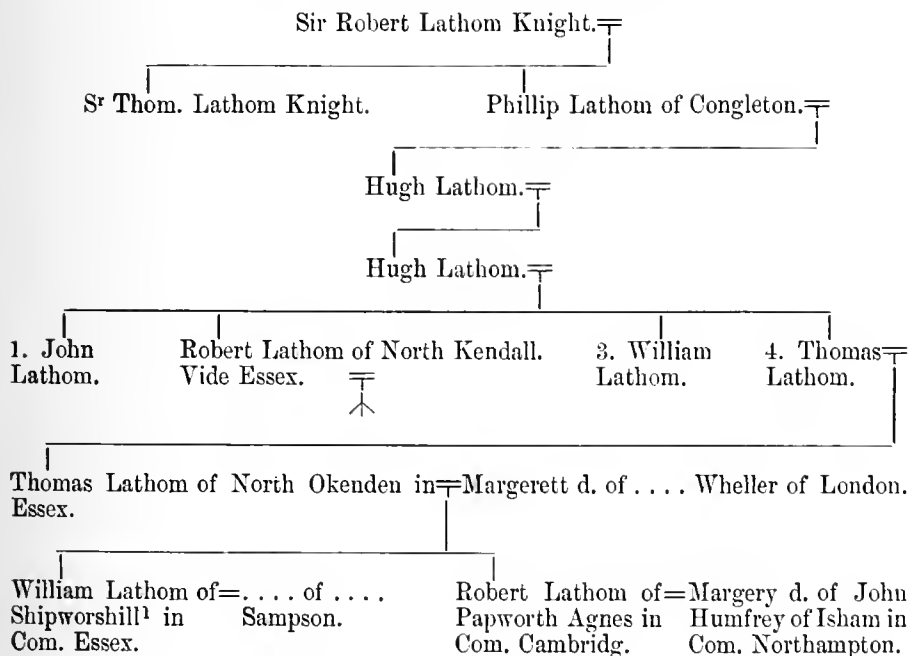 Sir Robert Lathom Knight.
Sʳ Thom. Lathom Knight.
Phillip Lathom of Congleton.
Hugh Lathom.
Hugh Lathom.
1. John
Lathom.
Robert Lathom of North Kendall.
Vide Essex.
3. William
Lathom.
4. Thomas
Lathom.
Thomas Lathom of North Okenden in
Essex.
Margerett d. of . . . . Wheller of London.
William Lathom of
Shipworshill¹ in
Com. Essex.
= . . . . of . . . .
Sampson.
Robert Lathom of
Papworth Agnes in
Com. Cambridg.
=Margery d. of John
Humfrey of Isham in
Com. Northampton.